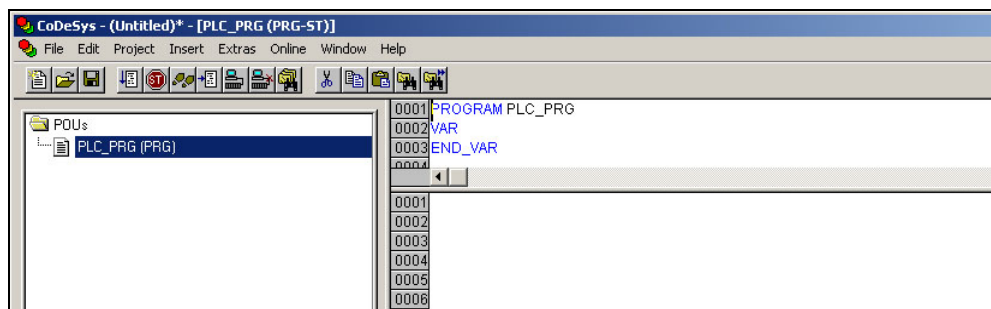 CoDeSys - (Untitled)* - [PLC_PRG (PRG-ST)]
File Edit Project Insert Extras Online Window Help
POUs
PLC_PRG (PRG)
0001 PROGRAM PLC_PRG
0002 VAR
0003 END_VAR
0004
0001
0002
0003
0004
0005
0006